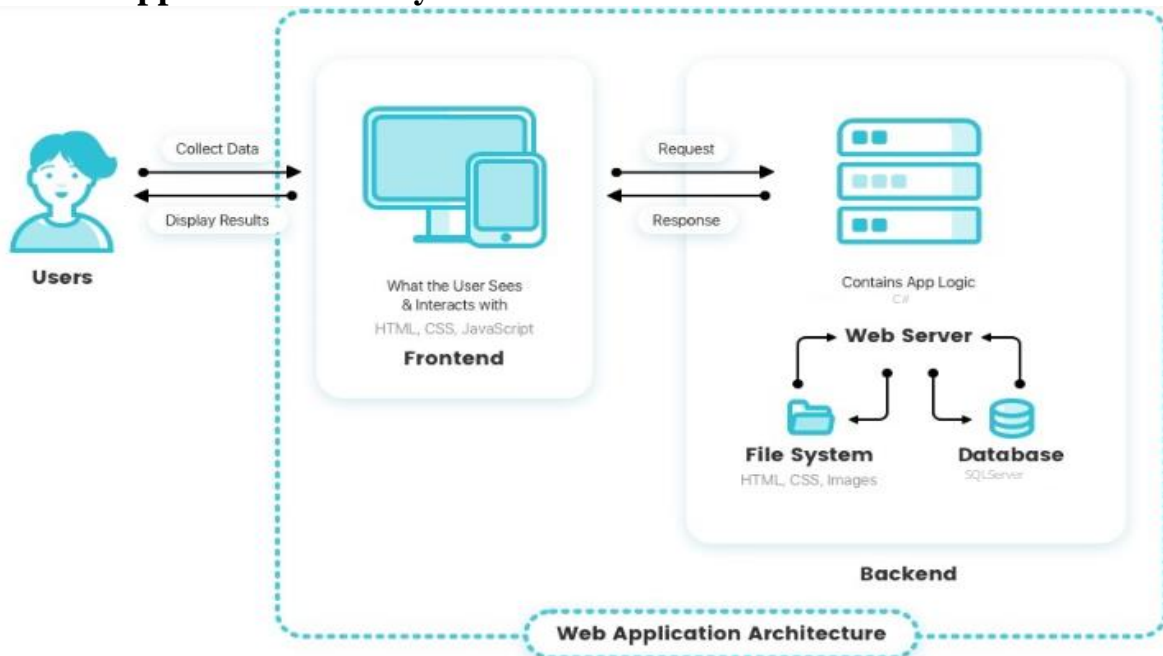 Collect Data
Display Results
Users
What the User Sees
& Interacts with
HTML, CSS, JavaScript
Frontend
Request
Response
Contains App Logic
C#
Web Server
File System
HTML, CSS, Images
Database
SQLServer
Backend
Web Application Architecture